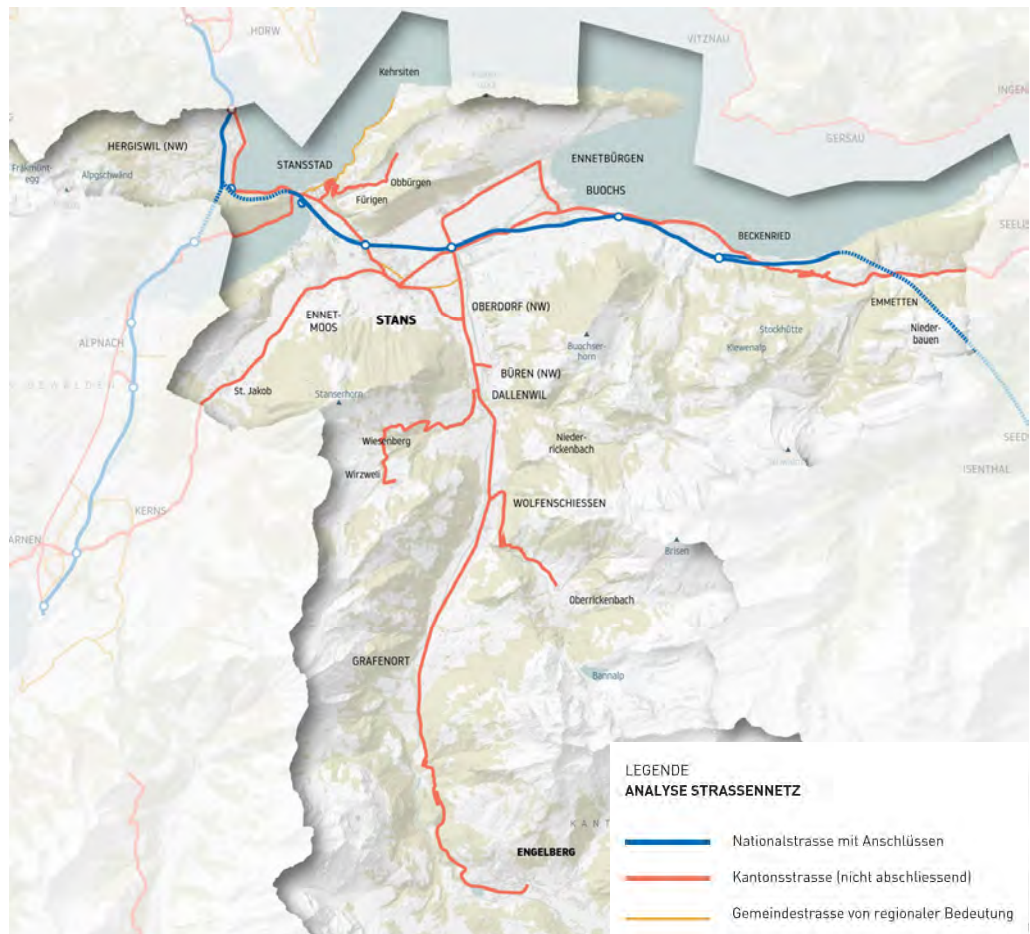 HORW
VITZNAU
Kehrsiten
INGEN
GERSAU
HERGISWIL (NW)
STANSSTAD
ENNETBÜRGEN
Fräkmünt-
egg
Alpgschwänd
Obbürgen
Fürigen
BUOCHS
SEELIS
BECKENRIED
OBERDORF (NW)
EMMETTEN
ENNET-
MOOS
STANS
Stockhütte
Nieder-
bauen
ALPNACH
Buochser-
horn
Klewenalp
BÜREN (NW)
St. Jakob
Stanserhorn
DALLENWIL
Wiesenberg
Nieder-
rickenbach
SEED
ISENTHAL
Wirzweli
WOLFENSCHIESSEN
KERNS
ARNEN
Brisen
Oberrickenbach
GRAFENORT
Bannalp
KANT
ENGELBERG
LEGENDE
ANALYSE STRASSENNETZ
Nationalstrasse mit Anschlüssen
Kantonsstrasse (nicht abschliessend)
Gemeindestrasse von regionaler Bedeutung